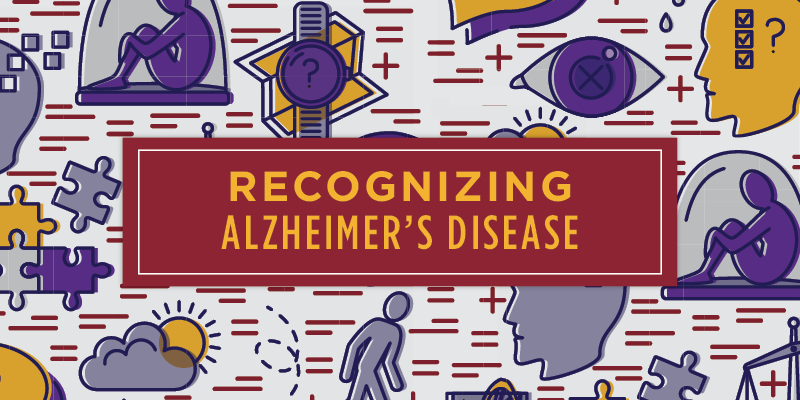 ?
?
RECOGNIZING
ALZHEIMER'S DISEASE